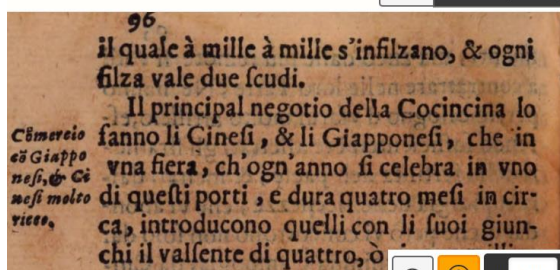 96
il quale à mille à mille s'infilzano, & ogni
filza vale due ſcudi.
Il principal negotio della Cocincina lo
fanno li Cineſi, & li Giapponeſi, che in
vna fiera, ch'ogn'anno ſi celebra in vno
di queſti porti, e dura quatro meſi in cir-
ca, introducono quelli con li ſuoi giun-
chi il valſente di quattro, ò
Cõmercio
cõ Giappo
neſi, & Ci
neſi molto
ricco.